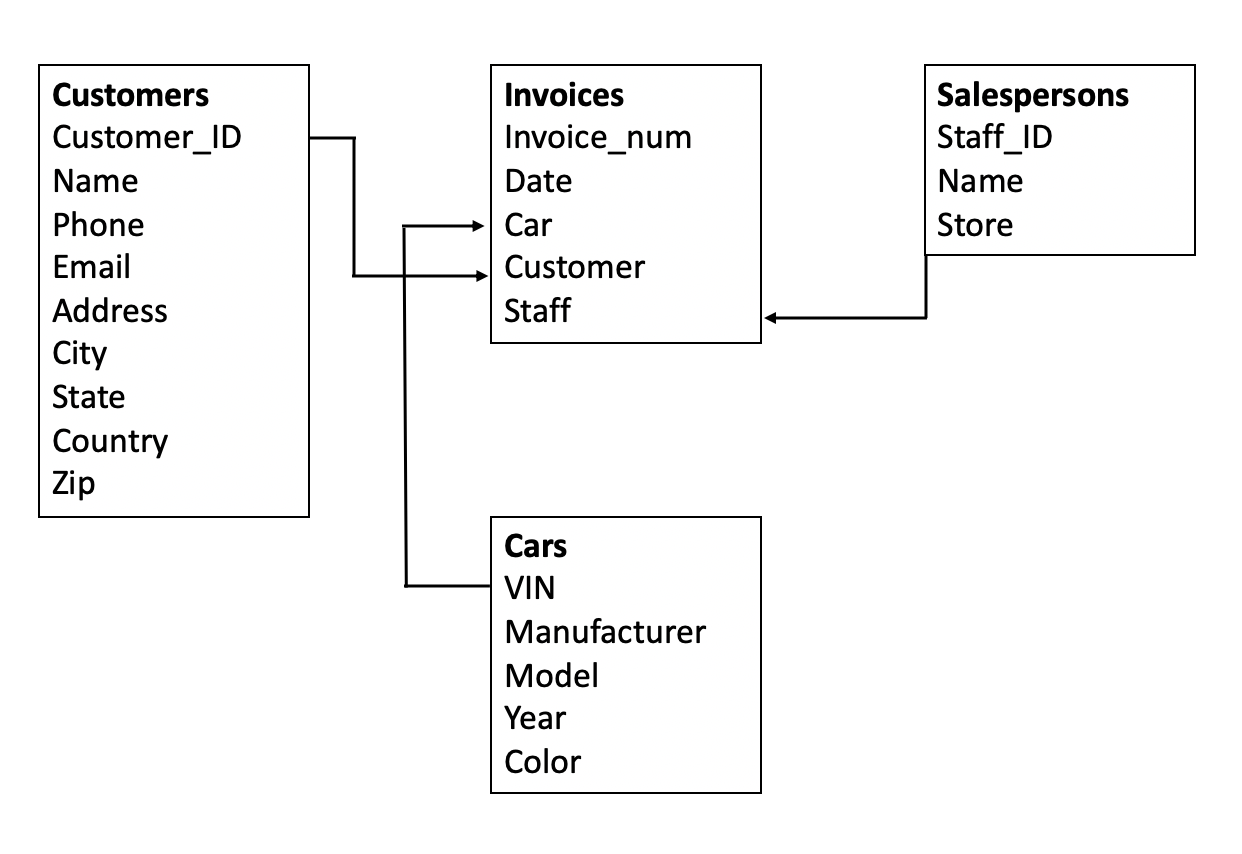 Customers
Customer_ID
Name
Phone
Email
Address
City
State
Country
Zip
Invoices
Invoice_num
Date
Car
Customer
Staff
Salespersons
Staff_ID
Name
Store
Cars
VIN
Manufacturer
Model
Year
Color